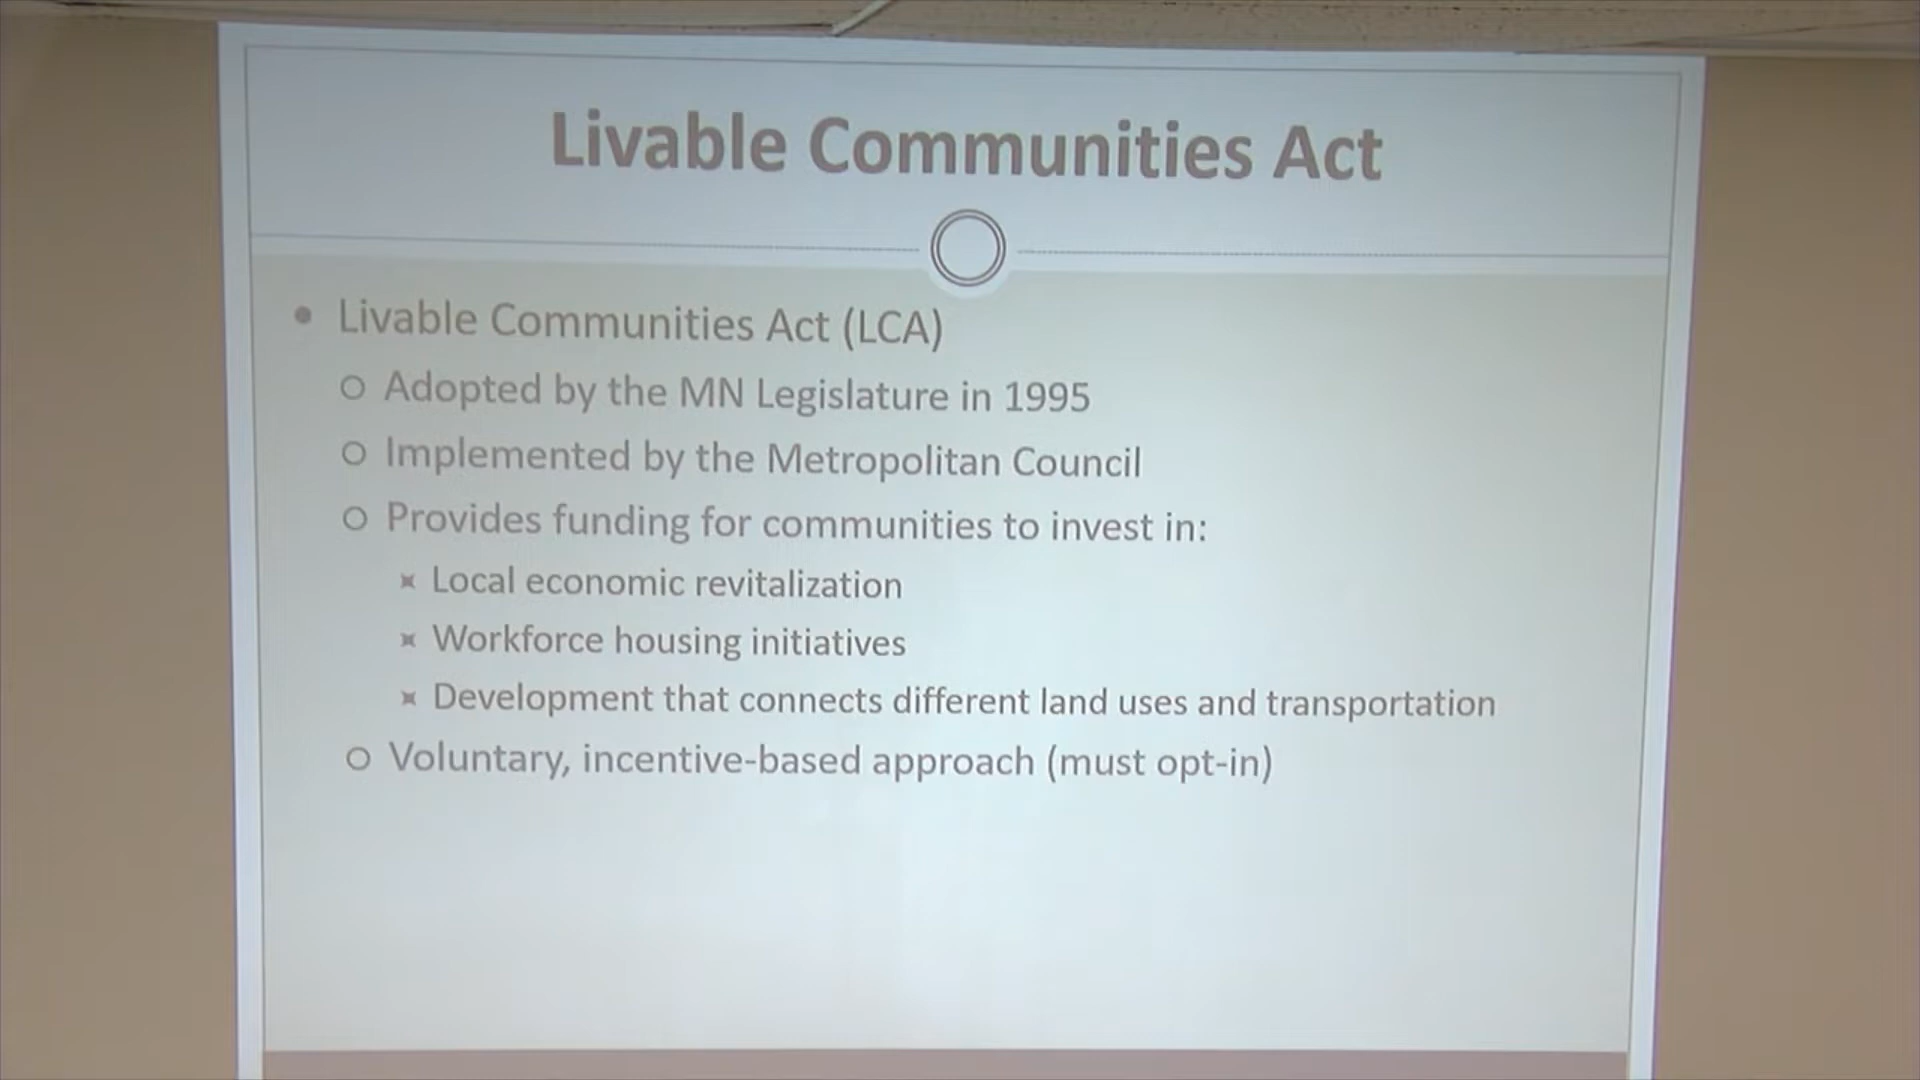 Livable Communities Act
• Livable Communities Act (LCA)
○ Adopted by the MN Legislature in 1995
○ Implemented by the Metropolitan Council
○ Provides funding for communities to invest in:
Local economic revitalization
Workforce housing initiatives
Development that connects different land uses and transportation
○ Voluntary, incentive-based approach (must opt-in)